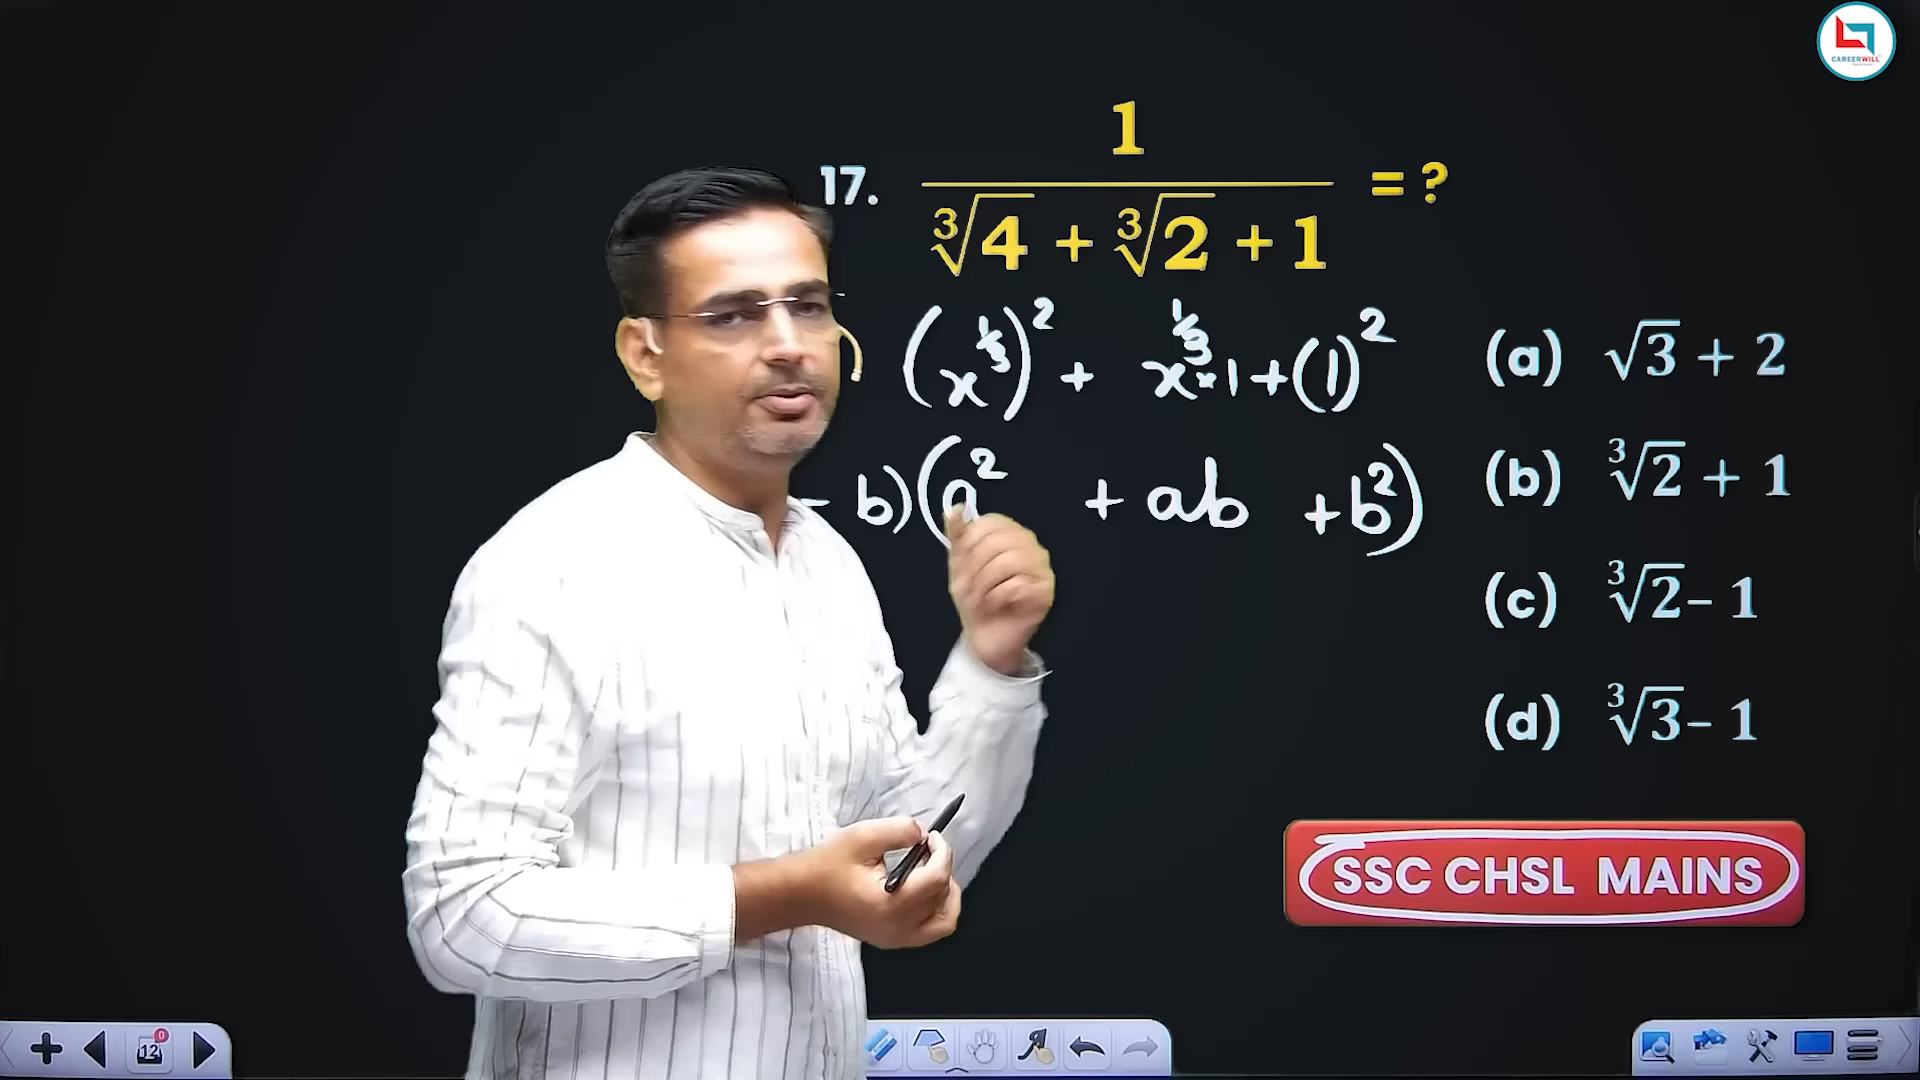 CAREERWILL
17. 1 / (∛4 + ∛2 + 1) = ?
(x^{1/3})² + x^{1/3} × 1 + (1)²
- b)(a² + ab + b²)
(a) √3 + 2
(b) ∛2 + 1
(c) ∛2 – 1
(d) ∛3 – 1
SSC CHSL MAINS
0
12